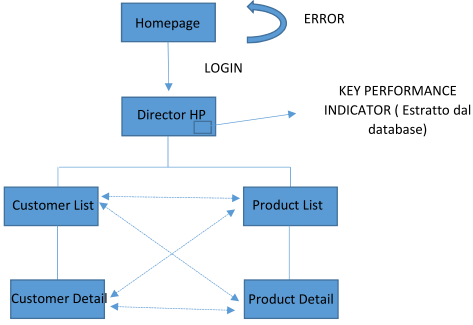 Homepage
ERROR
LOGIN
KEY PERFORMANCE
INDICATOR ( Estratto dal
database)
Director HP
Customer List
Product List
Customer Detail
Product Detail